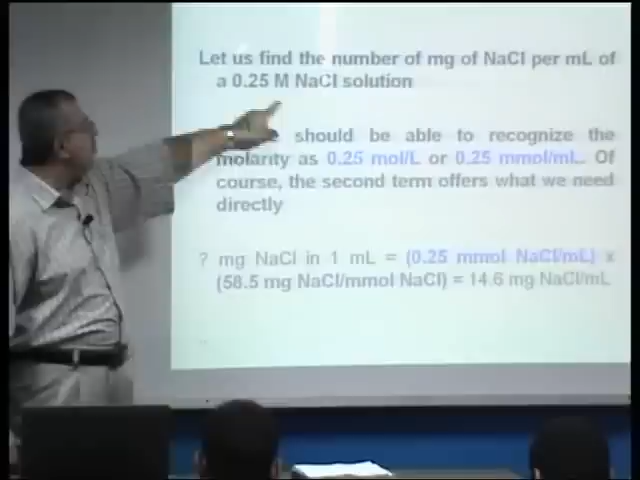 Let us find the number of mg of NaCl per mL of
a 0.25 M NaCl solution
should be able to recognize the
molarity as 0.25 mol/L or 0.25 mmol/mL. Of
course, the second term offers what we need
directly
? mg NaCl in 1 mL = (0.25 mmol NaCl/mL) x
(58.5 mg NaCl/mmol NaCl) = 14.6 mg NaCl/mL